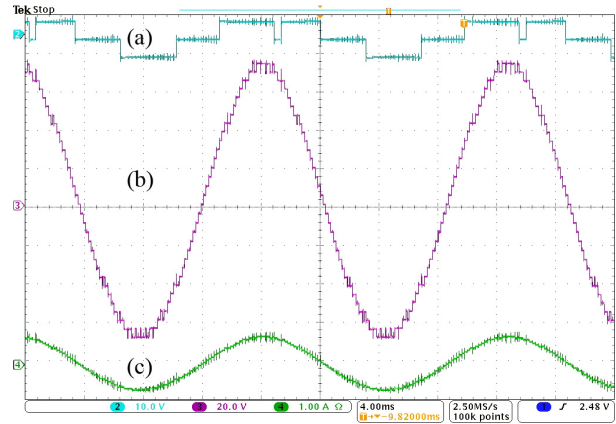 Tek Stop
T
T
2
(a)
(b)
3
(c)
4
2 10.0 V 3 20.0 V 4 1.00 A Ω 4.00ms 2.50MS/s 1 2.48 V
T→▼-9.82000ms 100k points